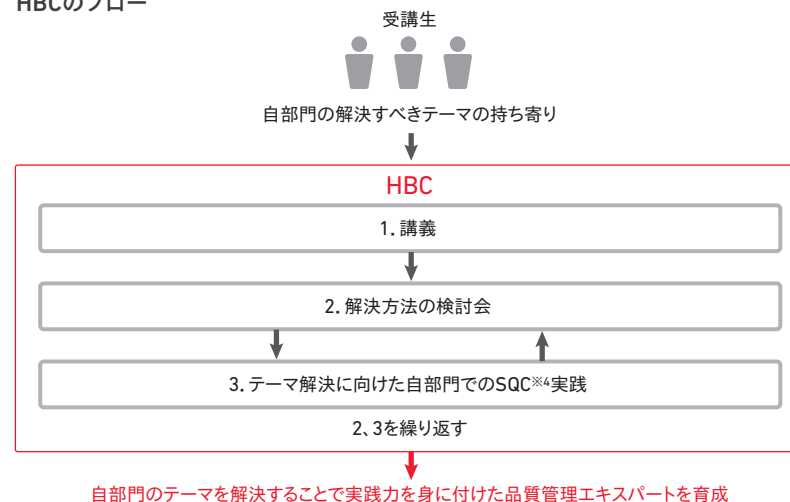 HBCのフロー
受講生
自部門の解決すべきテーマの持ち寄り
HBC
1. 講義
2. 解決方法の検討会
3. テーマ解決に向けた自部門でのSQC※4実践
2、3を繰り返す
自部門のテーマを解決することで実践力を身に付けた品質管理エキスパートを育成